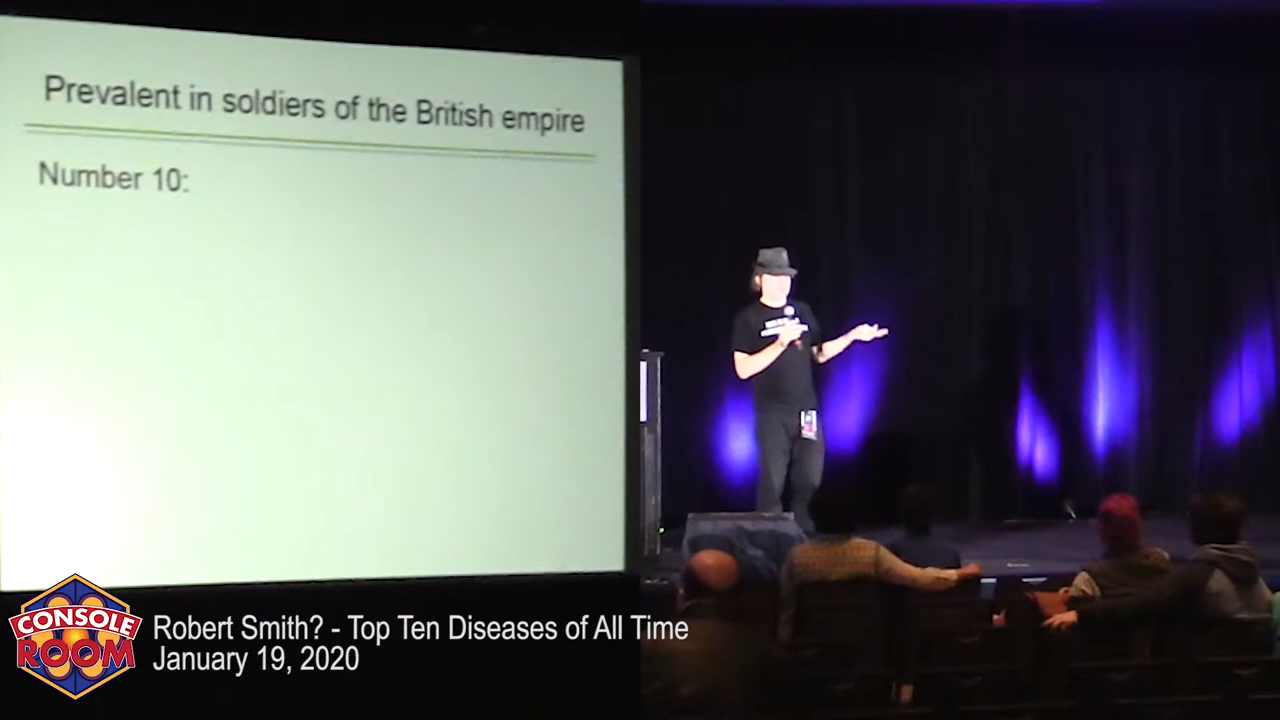 Prevalent in soldiers of the British empire
Number 10:
CONSOLE
ROOM
Robert Smith? - Top Ten Diseases of All Time
January 19, 2020